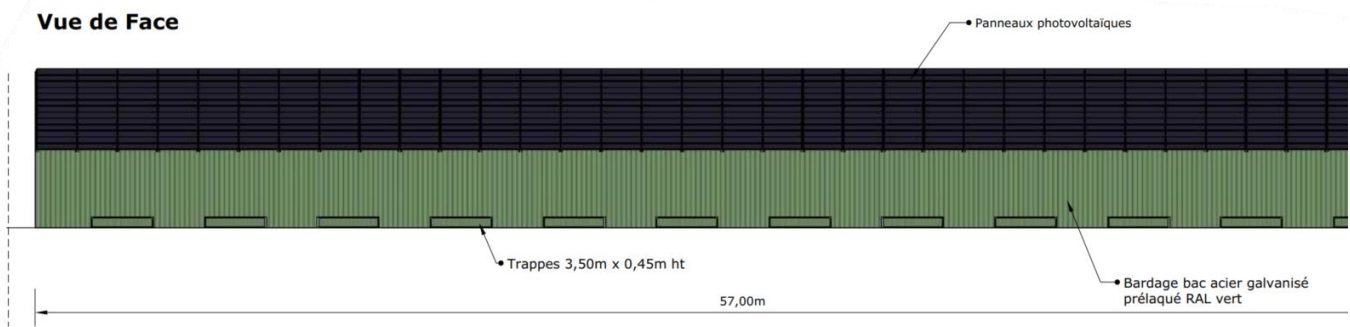 Vue de Face
Panneaux photovoltaïques
Trappes 3,50m x 0,45m ht
Bardage bac acier galvanisé
prélaqué RAL vert
57,00m